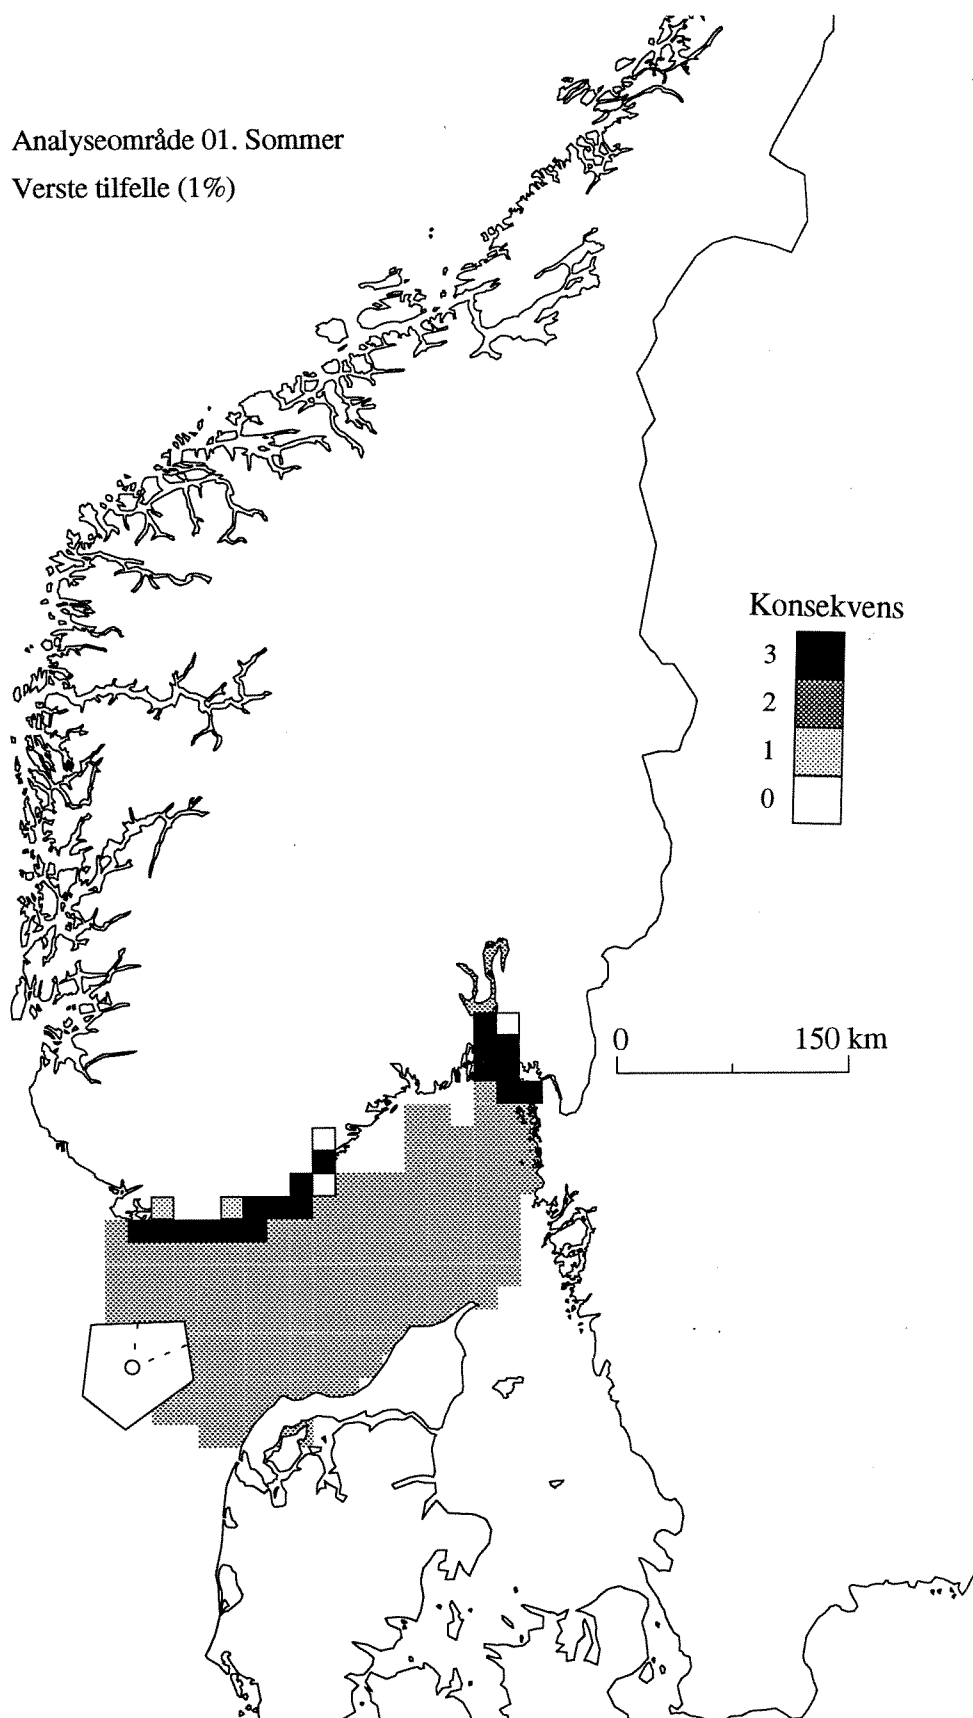 Analyseområde 01. Sommer
Verste tilfelle (1%)
Konsekvens
3
2
1
0
0 150 km